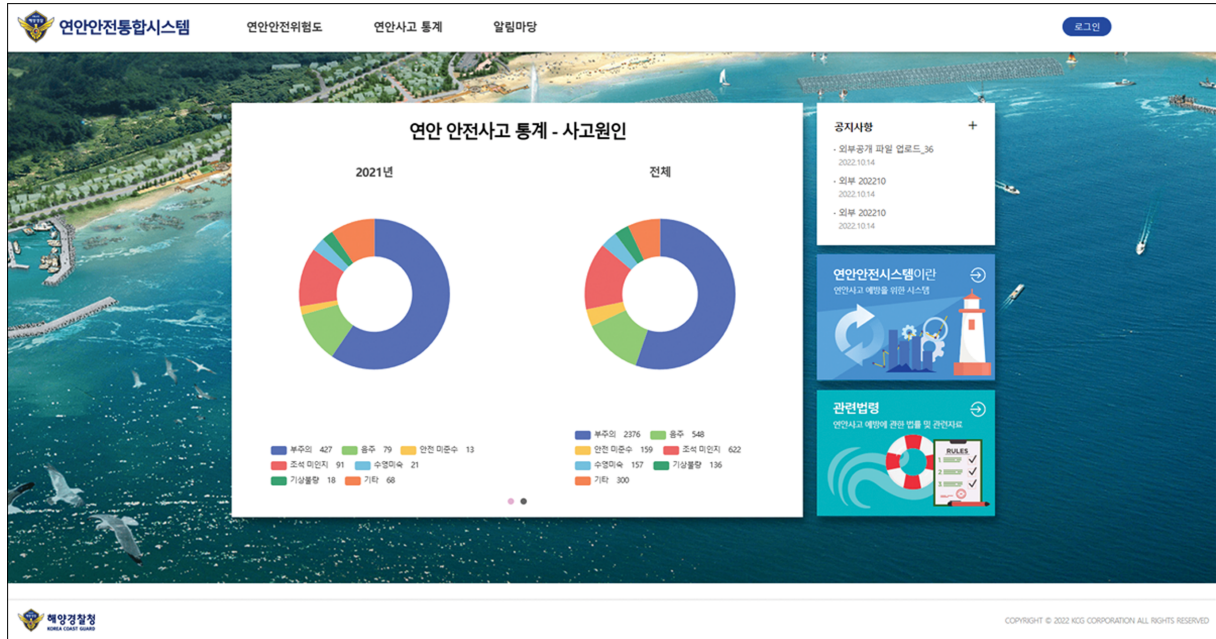 연안안전통합시스템 연안안전위험도 연안사고 통계 알림마당 로그인
연안 안전사고 통계 - 사고원인
2021년 전체
부주의 427 음주 79 안전 미준수 13
조석 미인지 91 수영미숙 21
기상불량 18 기타 68
부주의 2376 음주 548
안전 미준수 159 조석 미인지 622
수영미숙 157 기상불량 136
기타 300
공지사항 +
· 외부공개 파일 업로드_36
2022.10.14
· 외부 202210
2022.10.14
· 외부 202210
2022.10.14
연안안전시스템이란
연안사고 예방을 위한 시스템
관련법령
연안사고 예방에 관한 법률 및 관련자료
RULES
1
2
3
해양경찰청
KOREA COAST GUARD
COPYRIGHT © 2022 KCG CORPORATION ALL RIGHTS RESERVED